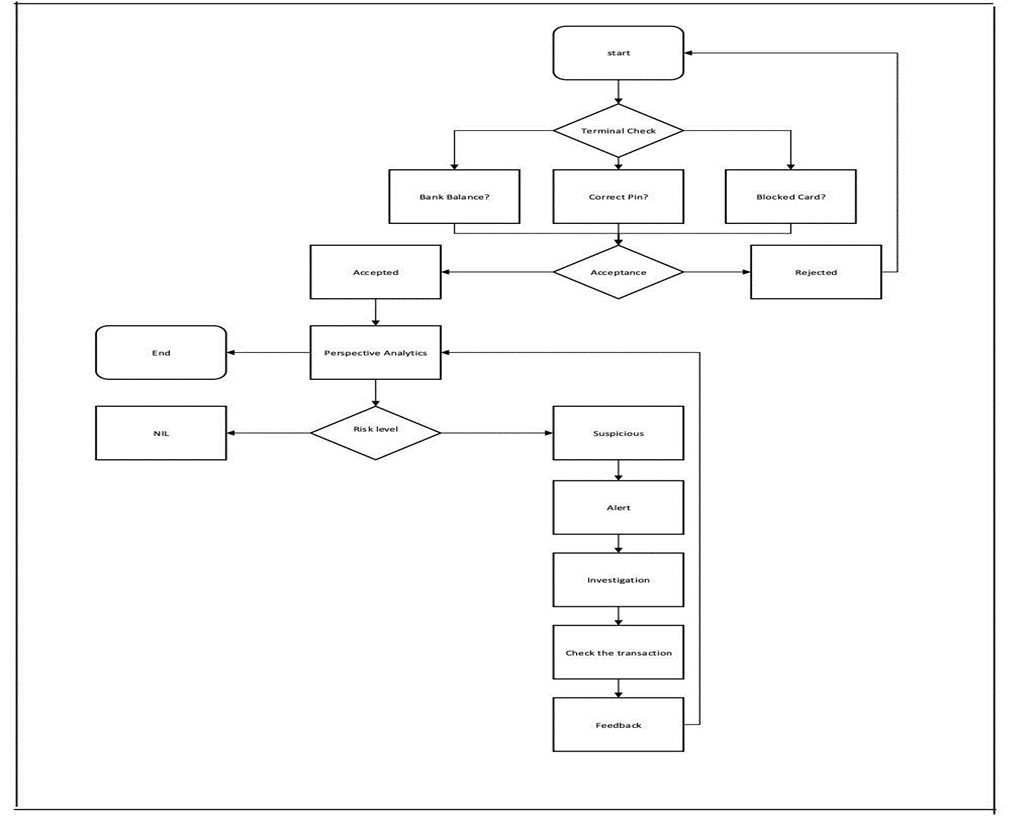 start
Terminal Check
Bank Balance?
Correct Pin?
Blocked Card?
Accepted
Acceptance
Rejected
End
Perspective Analytics
NIL
Risk level
Suspicious
Alert
Investigation
Check the transaction
Feedback